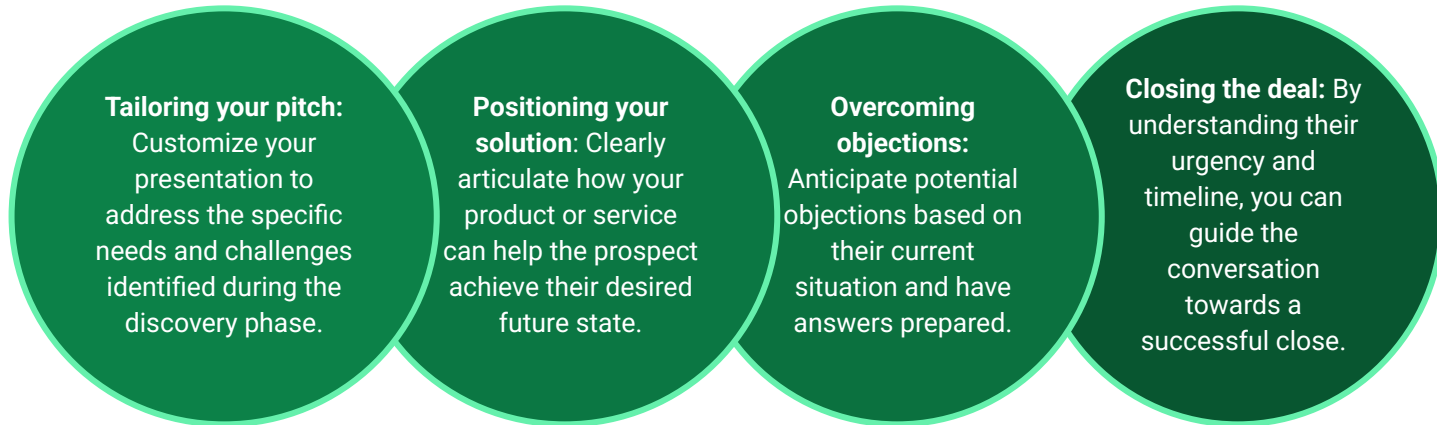 Tailoring your pitch:
Customize your
presentation to
address the specific
needs and challenges
identified during the
discovery phase.
Positioning your
solution: Clearly
articulate how your
product or service
can help the prospect
achieve their desired
future state.
Overcoming
objections:
Anticipate potential
objections based on
their current
situation and have
answers prepared.
Closing the deal: By
understanding their
urgency and
timeline, you can
guide the
conversation
towards a
successful close.